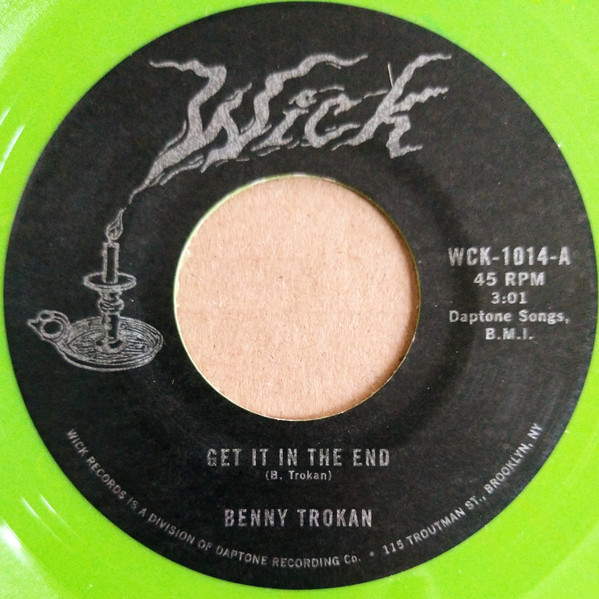 Wick
WCK-1014-A
45 RPM
3:01
Daptone Songs,
B.M.I.
GET IT IN THE END
(B. Trokan)
BENNY TROKAN
WICK RECORDS IS A DIVISION OF DAPTONE RECORDING Co. • 115 TROUTMAN ST., BROOKLYN, NY